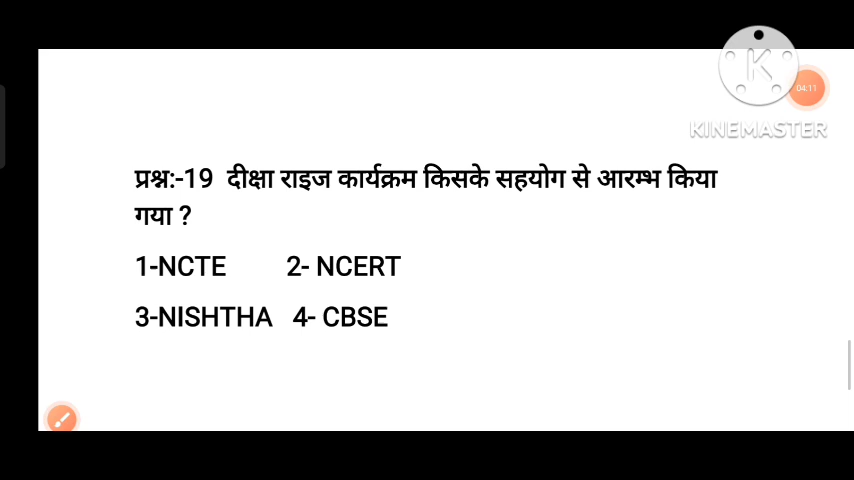 KINEMASTER
04:11
प्रश्न:-19 दीक्षा राइज कार्यक्रम किसके सहयोग से आरम्भ किया
गया ?
1-NCTE 2- NCERT
3-NISHTHA 4- CBSE